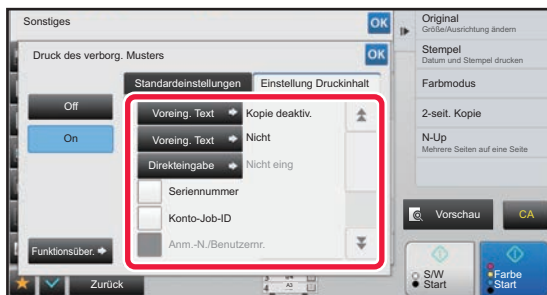 Sonstiges
OK
Druck des verborg. Musters
OK
Standardeinstellungen
Einstellung Druckinhalt
Off
On
Voreing. Text
Kopie deaktiv.
Voreing. Text
Nicht
Direkteingabe
Nicht eing
Seriennummer
Konto-Job-ID
Anm.-N./Benutzernr.
Funktionsüber.
Zurück
Original
Größe/Ausrichtung ändern
Stempel
Datum und Stempel drucken
Farbmodus
2-seit. Kopie
N-Up
Mehrere Seiten auf eine Seite
Vorschau
CA
S/W
Start
Farbe
Start